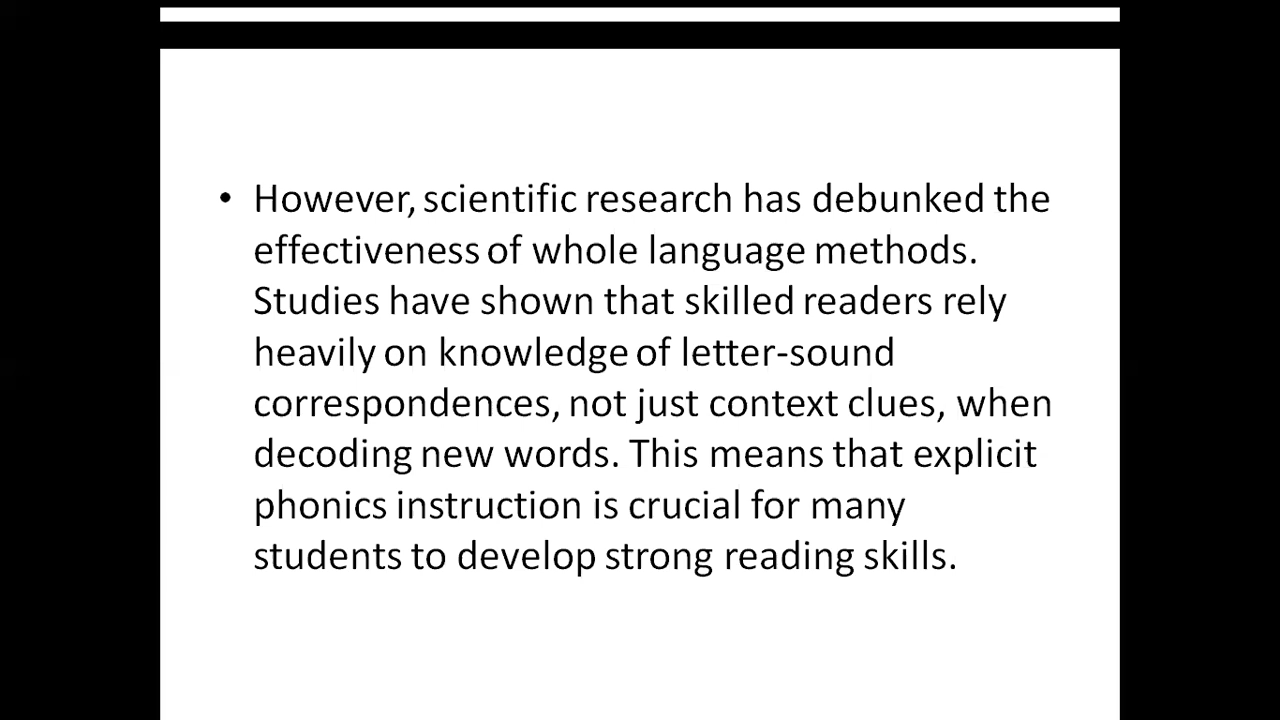 • However, scientific research has debunked the
effectiveness of whole language methods.
Studies have shown that skilled readers rely
heavily on knowledge of letter-sound
correspondences, not just context clues, when
decoding new words. This means that explicit
phonics instruction is crucial for many
students to develop strong reading skills.